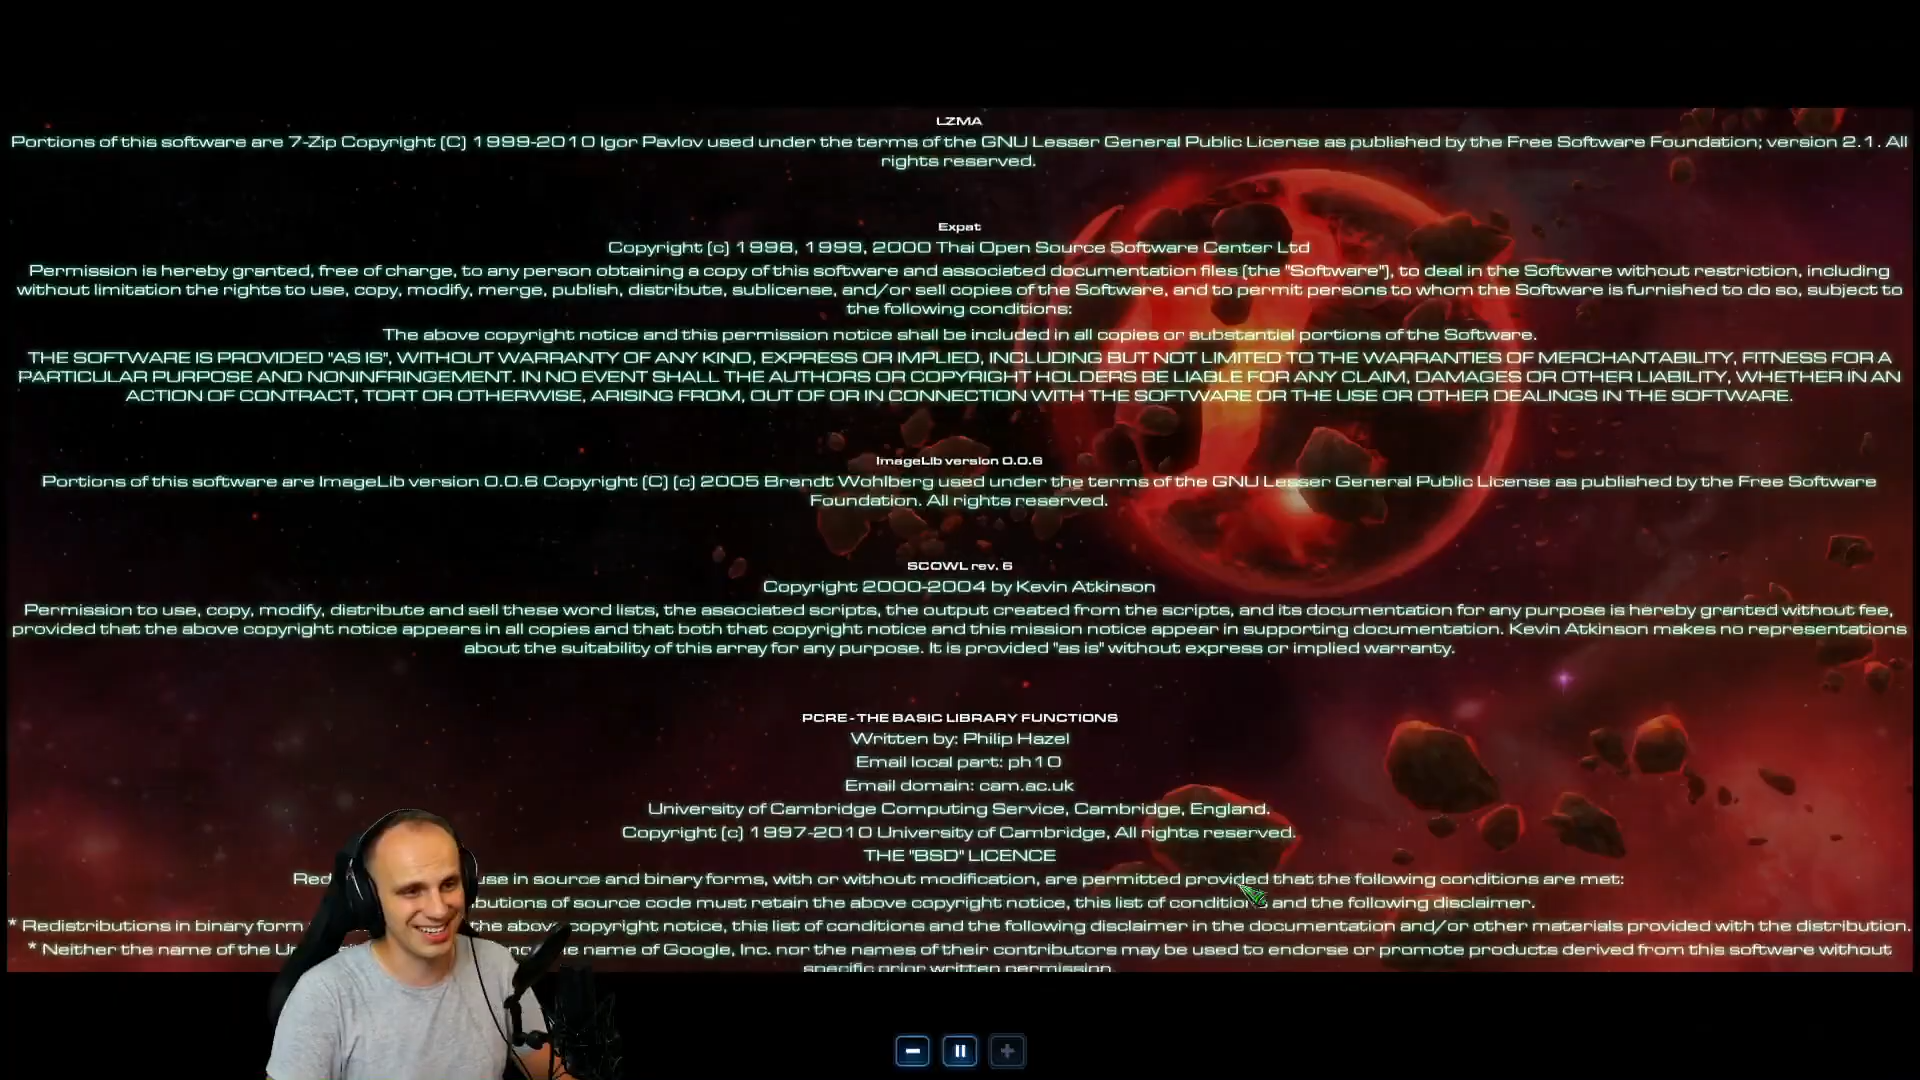 LZMA
Portions of this software are 7-Zip Copyright (C) 1999-2010 Igor Pavlov used under the terms of the GNU Lesser General Public License as published by the Free Software Foundation; version 2.1. All
rights reserved.
Expat
Copyright (c) 1998, 1999, 2000 Thai Open Source Software Center Ltd
Permission is hereby granted, free of charge, to any person obtaining a copy of this software and associated documentation files (the "Software"), to deal in the Software without restriction, including
without limitation the rights to use, copy, modify, merge, publish, distribute, sublicense, and/or sell copies of the Software, and to permit persons to whom the Software is furnished to do so, subject to
the following conditions:
The above copyright notice and this permission notice shall be included in all copies or substantial portions of the Software.
THE SOFTWARE IS PROVIDED "AS IS", WITHOUT WARRANTY OF ANY KIND, EXPRESS OR IMPLIED, INCLUDING BUT NOT LIMITED TO THE WARRANTIES OF MERCHANTABILITY, FITNESS FOR A
PARTICULAR PURPOSE AND NONINFRINGEMENT. IN NO EVENT SHALL THE AUTHORS OR COPYRIGHT HOLDERS BE LIABLE FOR ANY CLAIM, DAMAGES OR OTHER LIABILITY, WHETHER IN AN
ACTION OF CONTRACT, TORT OR OTHERWISE, ARISING FROM, OUT OF OR IN CONNECTION WITH THE SOFTWARE OR THE USE OR OTHER DEALINGS IN THE SOFTWARE.
ImageLib version 0.0.6
Portions of this software are ImageLib version 0.0.6 Copyright (C) (c) 2005 Brendt Wohlberg used under the terms of the GNU Lesser General Public License as published by the Free Software
Foundation. All rights reserved.
SCOWL rev. 6
Copyright 2000-2004 by Kevin Atkinson
Permission to use, copy, modify, distribute and sell these word lists, the associated scripts, the output created from the scripts, and its documentation for any purpose is hereby granted without fee,
provided that the above copyright notice appears in all copies and that both that copyright notice and this mission notice appear in supporting documentation. Kevin Atkinson makes no representations
about the suitability of this array for any purpose. It is provided "as is" without express or implied warranty.
PCRE - THE BASIC LIBRARY FUNCTIONS
Written by: Philip Hazel
Email local part: ph10
Email domain: cam.ac.uk
University of Cambridge Computing Service, Cambridge, England.
Copyright (c) 1997-2010 University of Cambridge, All rights reserved.
THE "BSD" LICENCE
use in source and binary forms, with or without modification, are permitted provided that the following conditions are met:
of source code must retain the above copyright notice, this list of conditions and the following disclaimer.
* Redistributions in binary form the above copyright notice, this list of conditions and the following disclaimer in the documentation and/or other materials provided with the distribution.
* Neither the name of the name of Google, Inc. nor the names of their contributors may be used to endorse or promote products derived from this software without
specific prior written permission.